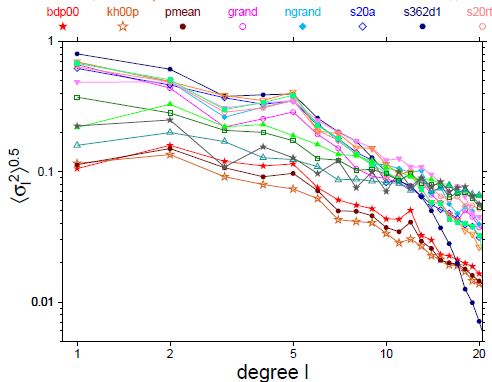 bdp00 kh00p pmean grand ngrand s20a s362d1 s20rt
1
0.1
0.01
⟨σl²⟩0.5
1 2 5 10 20
degree l